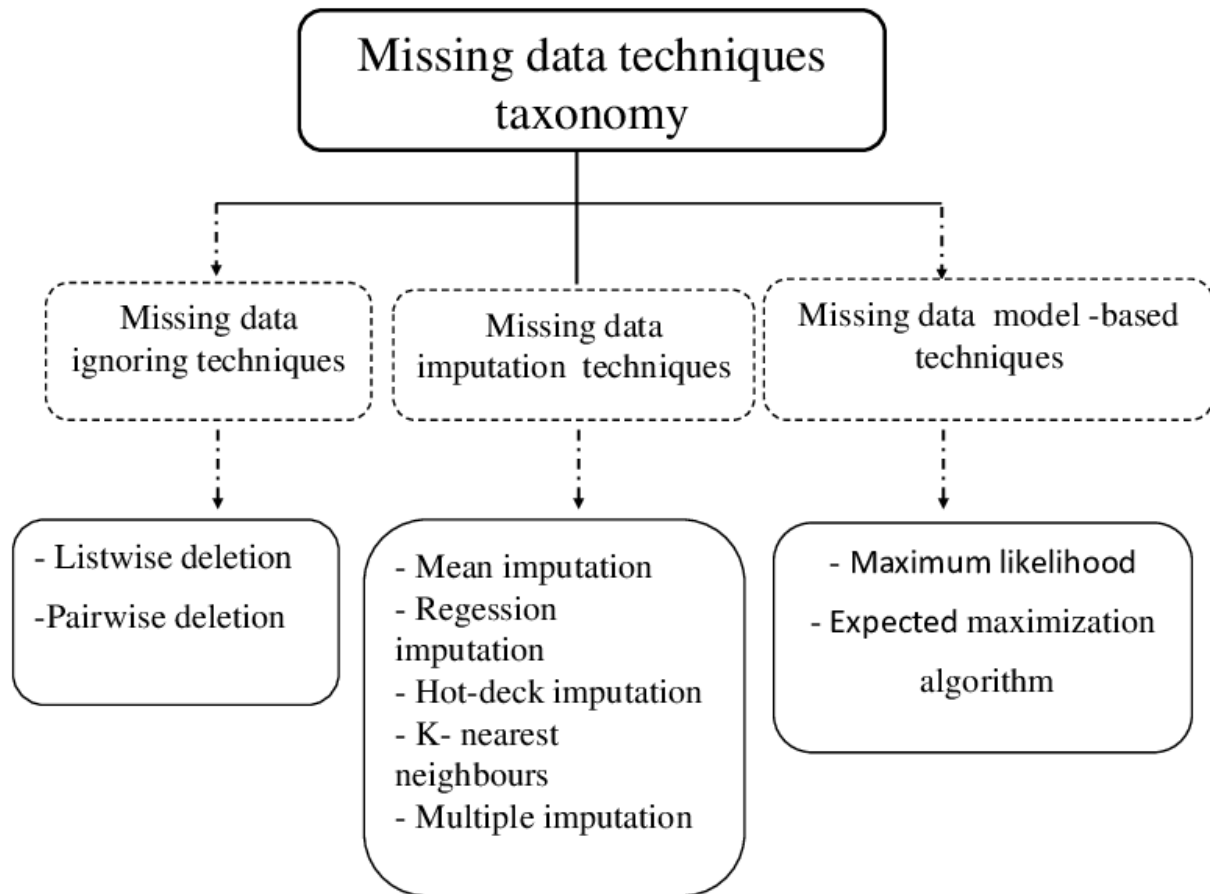 Missing data techniques
taxonomy
Missing data
ignoring techniques
Missing data
imputation techniques
Missing data model -based
techniques
- Listwise deletion
-Pairwise deletion
- Mean imputation
- Regression
imputation
- Hot-deck imputation
- K- nearest
neighbours
- Multiple imputation
- Maximum likelihood
- Expected maximization
algorithm